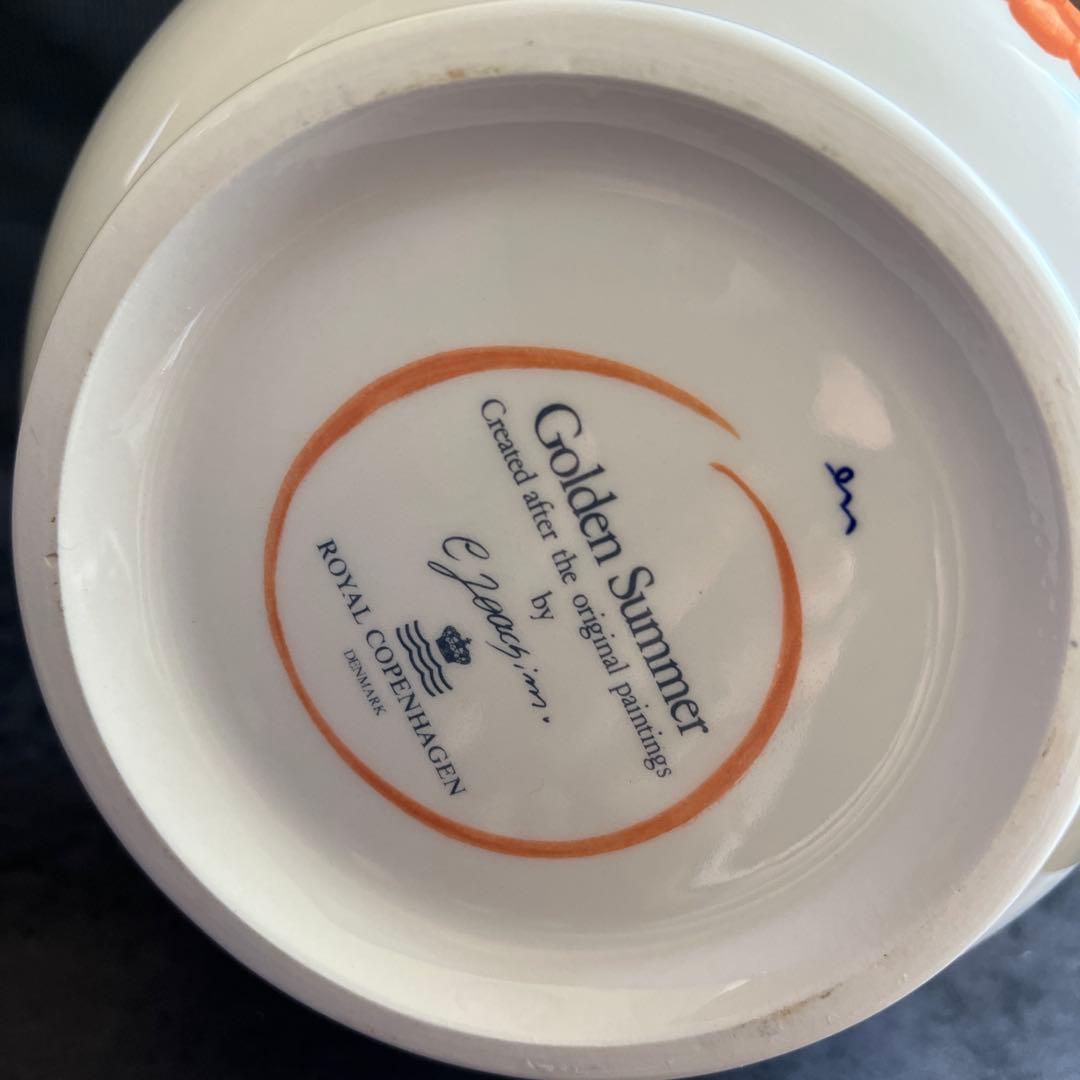 Golden Summer
Created after the original paintings
by
C Joachim.
ROYAL COPENHAGEN
DENMARK